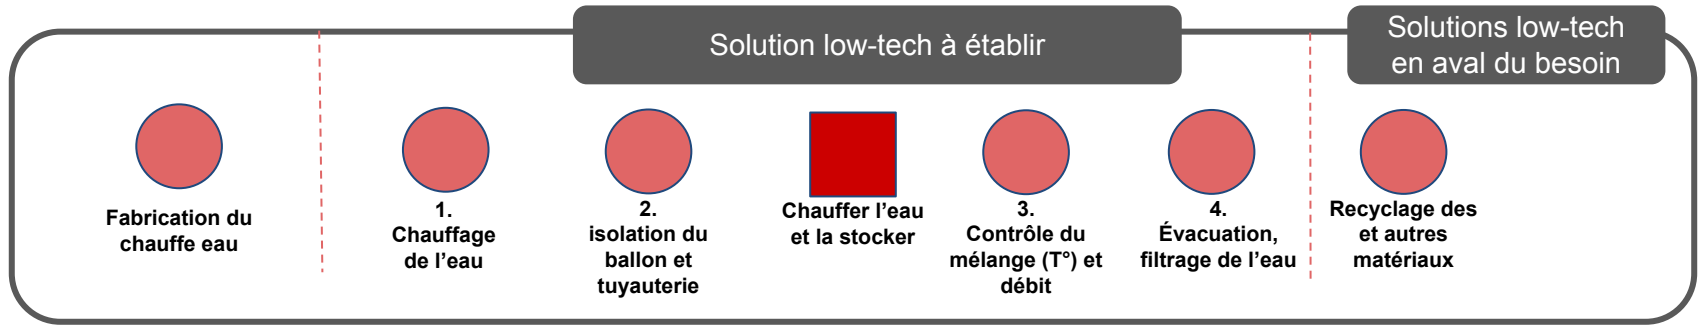 Solution low-tech à établir
Solutions low-tech
en aval du besoin
Fabrication du
chauffe eau
1.
Chauffage
de l'eau
2.
isolation du
ballon et
tuyauterie
Chauffer l'eau
et la stocker
3.
Contrôle du
mélange (T°) et
débit
4.
Évacuation,
filtrage de l'eau
Recyclage des
et autres
matériaux